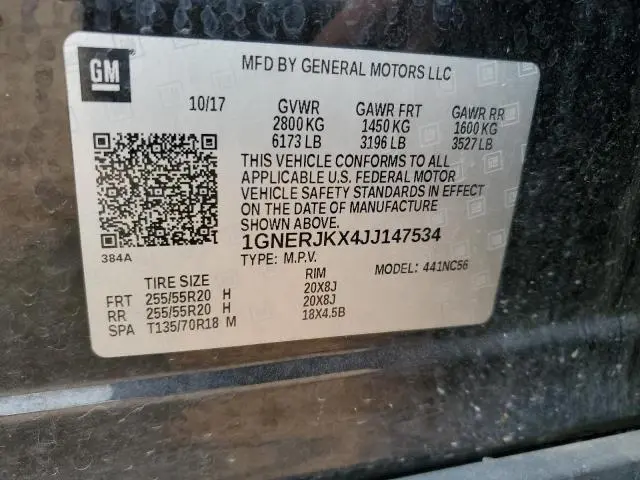 GM
MFD BY GENERAL MOTORS LLC
10/17 GVWR GAWR FRT GAWR RR
2800 KG 1450 KG 1600 KG
6173 LB 3196 LB 3527 LB
THIS VEHICLE CONFORMS TO ALL
APPLICABLE U.S. FEDERAL MOTOR
VEHICLE SAFETY STANDARDS IN EFFECT
ON THE DATE OF MANUFACTURE
SHOWN ABOVE.
1GNERJKX4JJ147534
384A TYPE: M.P.V. MODEL: 441NC56
TIRE SIZE RIM
FRT 255/55R20 H 20X8J
RR 255/55R20 H 20X8J
SPA T135/70R18 M 18X4.5B